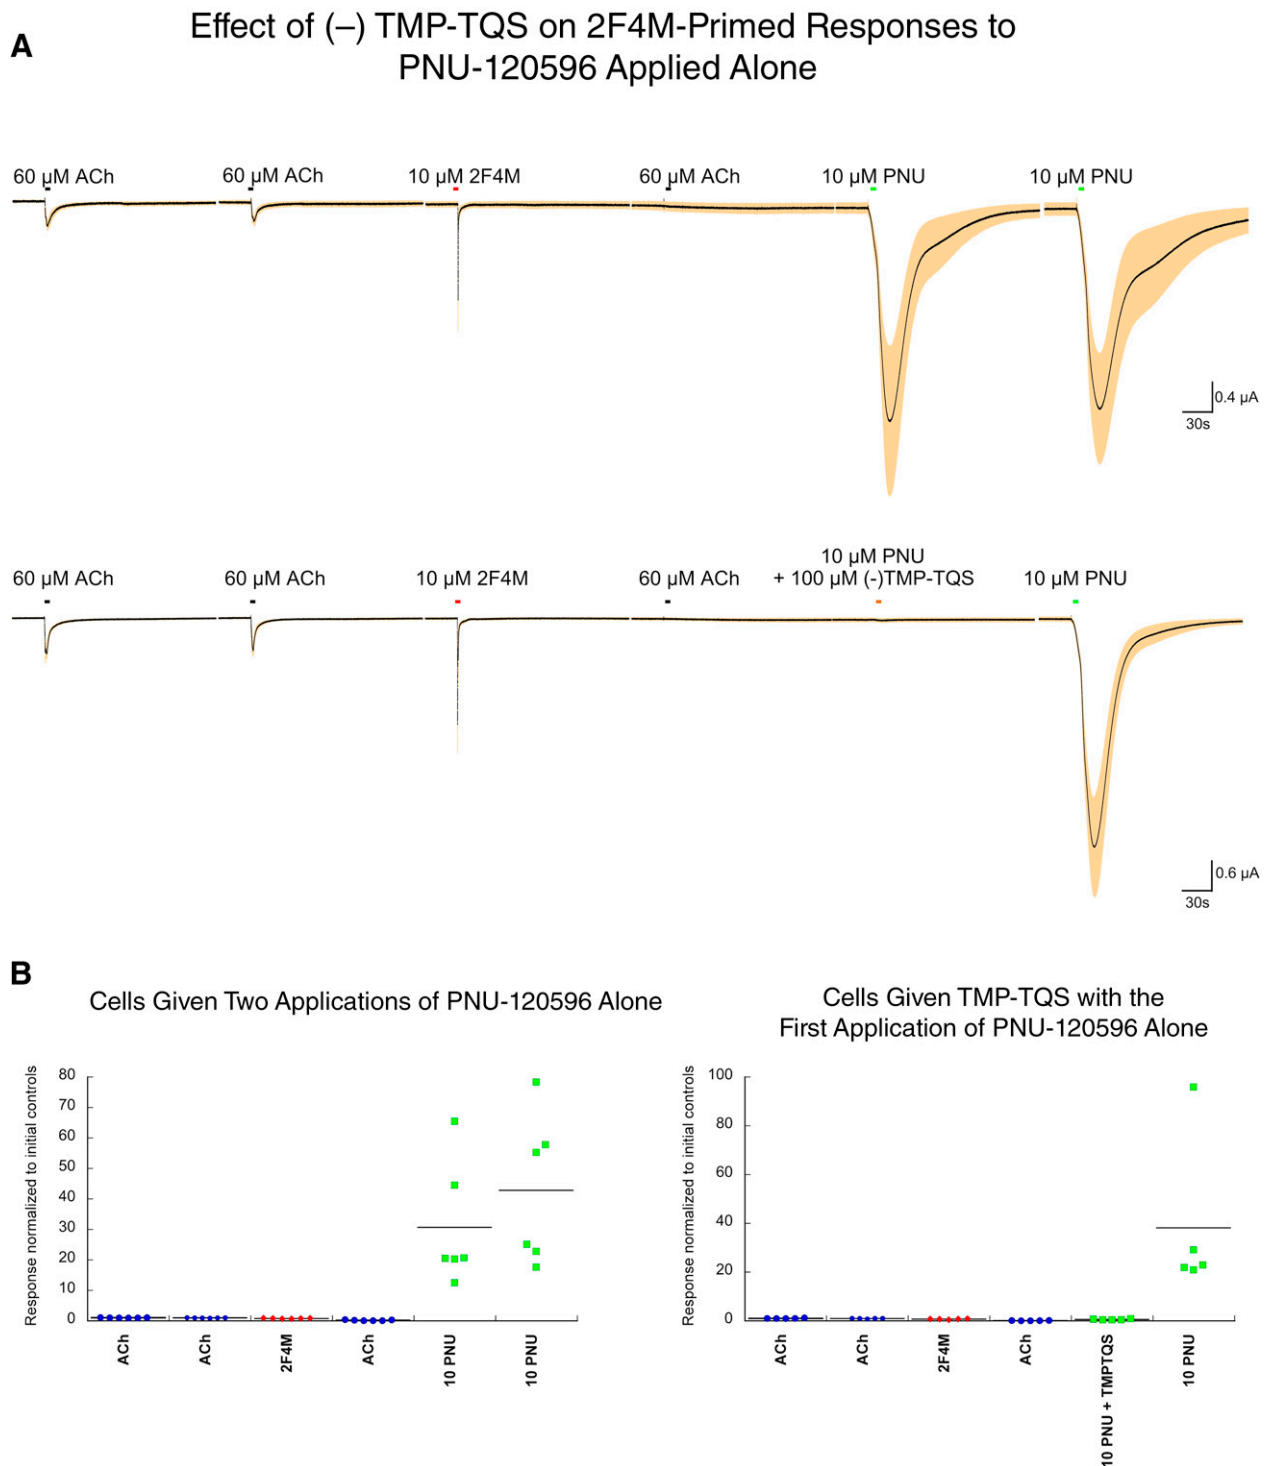 A
Effect of (–) TMP-TQS on 2F4M-Primed Responses to
PNU-120596 Applied Alone
60 µM ACh
60 µM ACh
10 µM 2F4M
60 µM ACh
10 µM PNU
10 µM PNU
0.4 µA
30s
60 µM ACh
60 µM ACh
10 µM 2F4M
60 µM ACh
10 µM PNU
+ 100 µM (-)TMP-TQS
10 µM PNU
0.6 µA
30s
B
Cells Given Two Applications of PNU-120596 Alone
Response normalized to initial controls
80
70
60
50
40
30
20
10
0
ACh
ACh
2F4M
ACh
10 PNU
10 PNU
Cells Given TMP-TQS with the
First Application of PNU-120596 Alone
Response normalized to initial controls
100
80
60
40
20
0
ACh
ACh
2F4M
ACh
10 PNU + TMPTQS
10 PNU